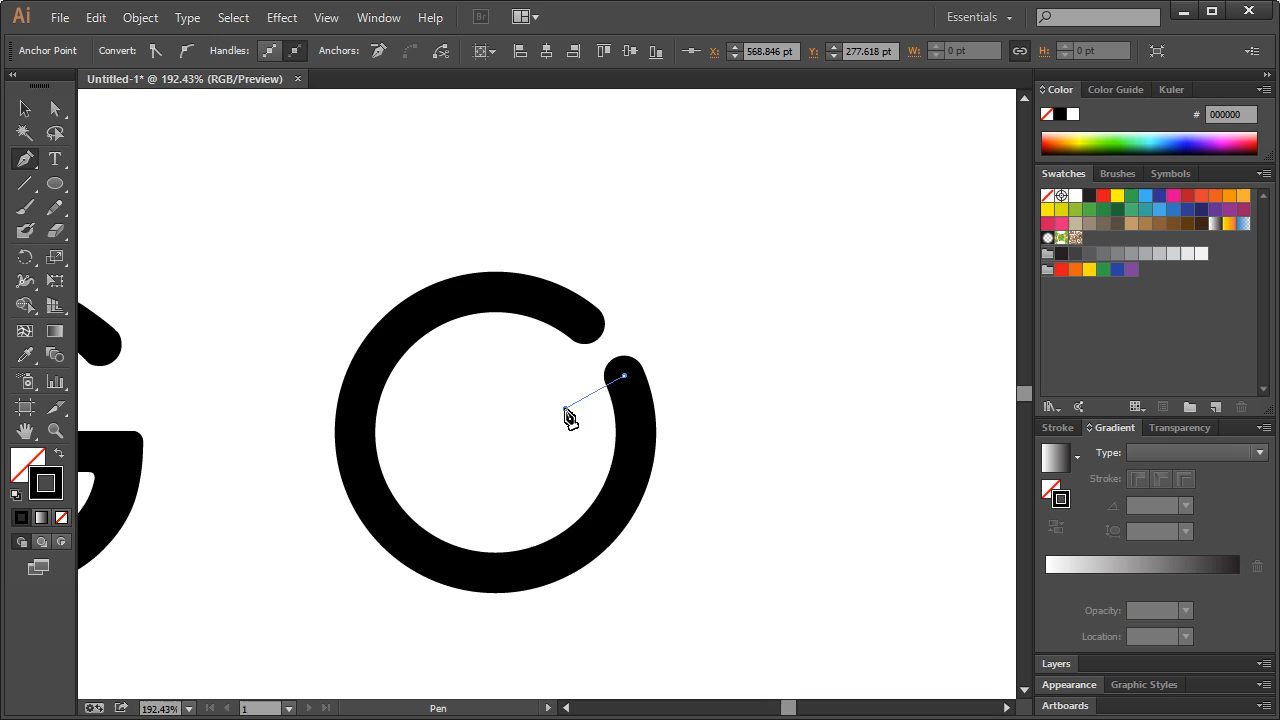 Ai File Edit Object Type Select Effect View Window Help Br Essentials
Anchor Point Convert: Handles: Anchors: X: 568.846 pt Y: 277.618 pt W: 0 pt H: 0 pt
Untitled-1* @ 192.43% (RGB/Preview) ×
Color Color Guide Kuler
# 000000
Swatches Brushes Symbols
T
Stroke Gradient Transparency
Type:
Stroke:
Opacity:
Location:
Layers
Appearance Graphic Styles
Artboards
192.43% 1 Pen